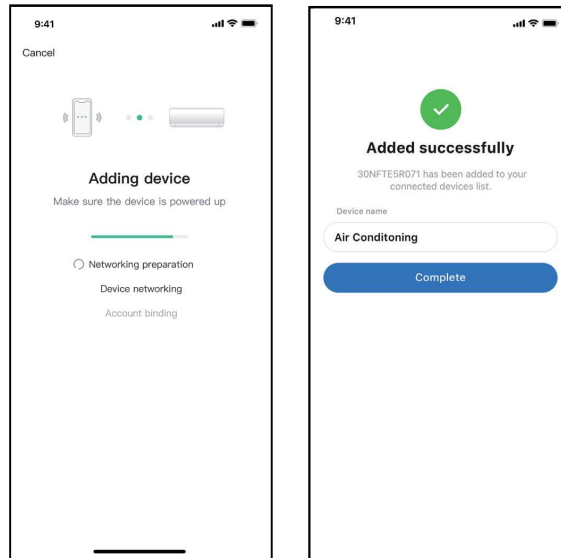 9:41
Cancel
Adding device
Make sure the device is powered up
Networking preparation
Device networking
Account binding
9:41
Added successfully
30NFTE5R071 has been added to your
connected devices list.
Device name
Air Conditoning
Complete